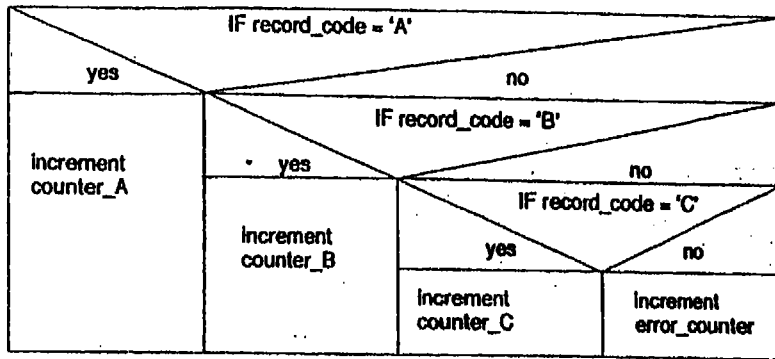 IF record_code = 'A'
yes
no
IF record_code = 'B'
increment
counter_A
yes
no
IF record_code = 'C'
increment
counter_B
yes
no
increment
counter_C
increment
error_counter